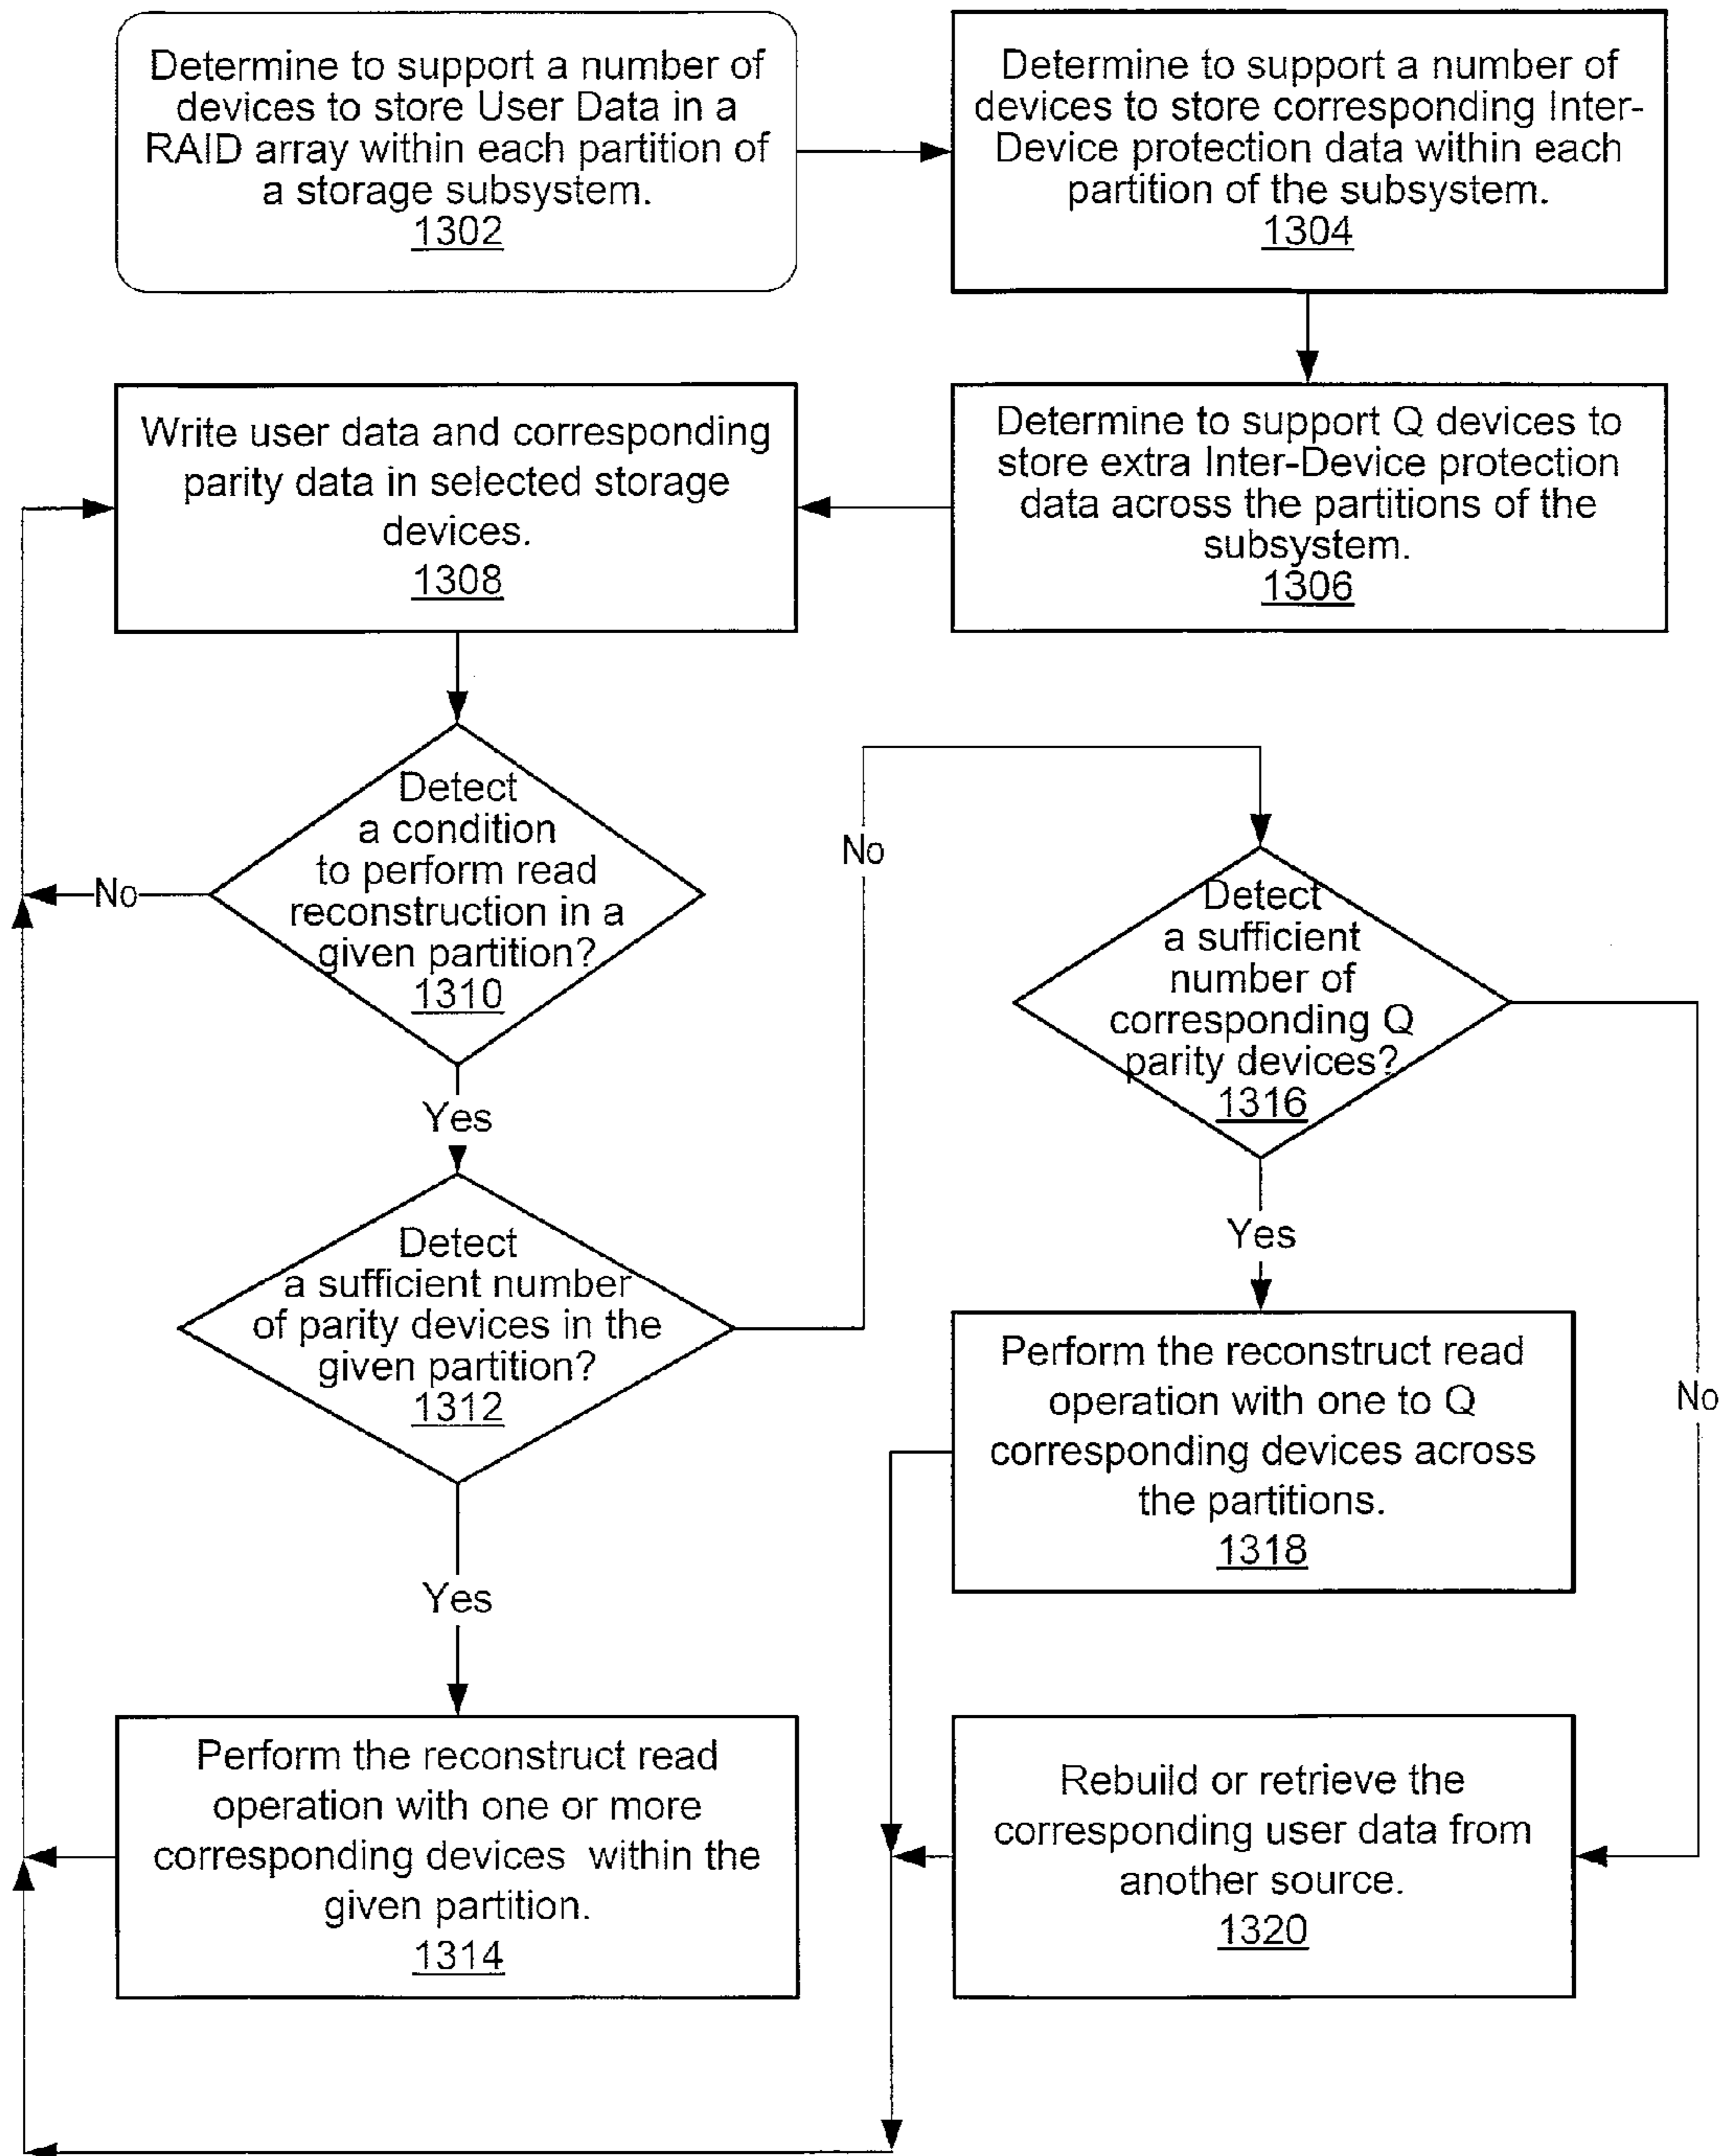 Determine to support a number of
devices to store User Data in a
RAID array within each partition of
a storage subsystem.
1302
Determine to support a number of
devices to store corresponding Inter-
Device protection data within each
partition of the subsystem.
1304
Determine to support Q devices to
store extra Inter-Device protection
data across the partitions of the
subsystem.
1306
Write user data and corresponding
parity data in selected storage
devices.
1308
Detect
a condition
to perform read
reconstruction in a
given partition?
1310
No
Yes
Detect
a sufficient number
of parity devices in the
given partition?
1312
No
Yes
Perform the reconstruct read
operation with one or more
corresponding devices within the
given partition.
1314
Detect
a sufficient
number of
corresponding Q
parity devices?
1316
Yes
No
Perform the reconstruct read
operation with one to Q
corresponding devices across
the partitions.
1318
Rebuild or retrieve the
corresponding user data from
another source.
1320